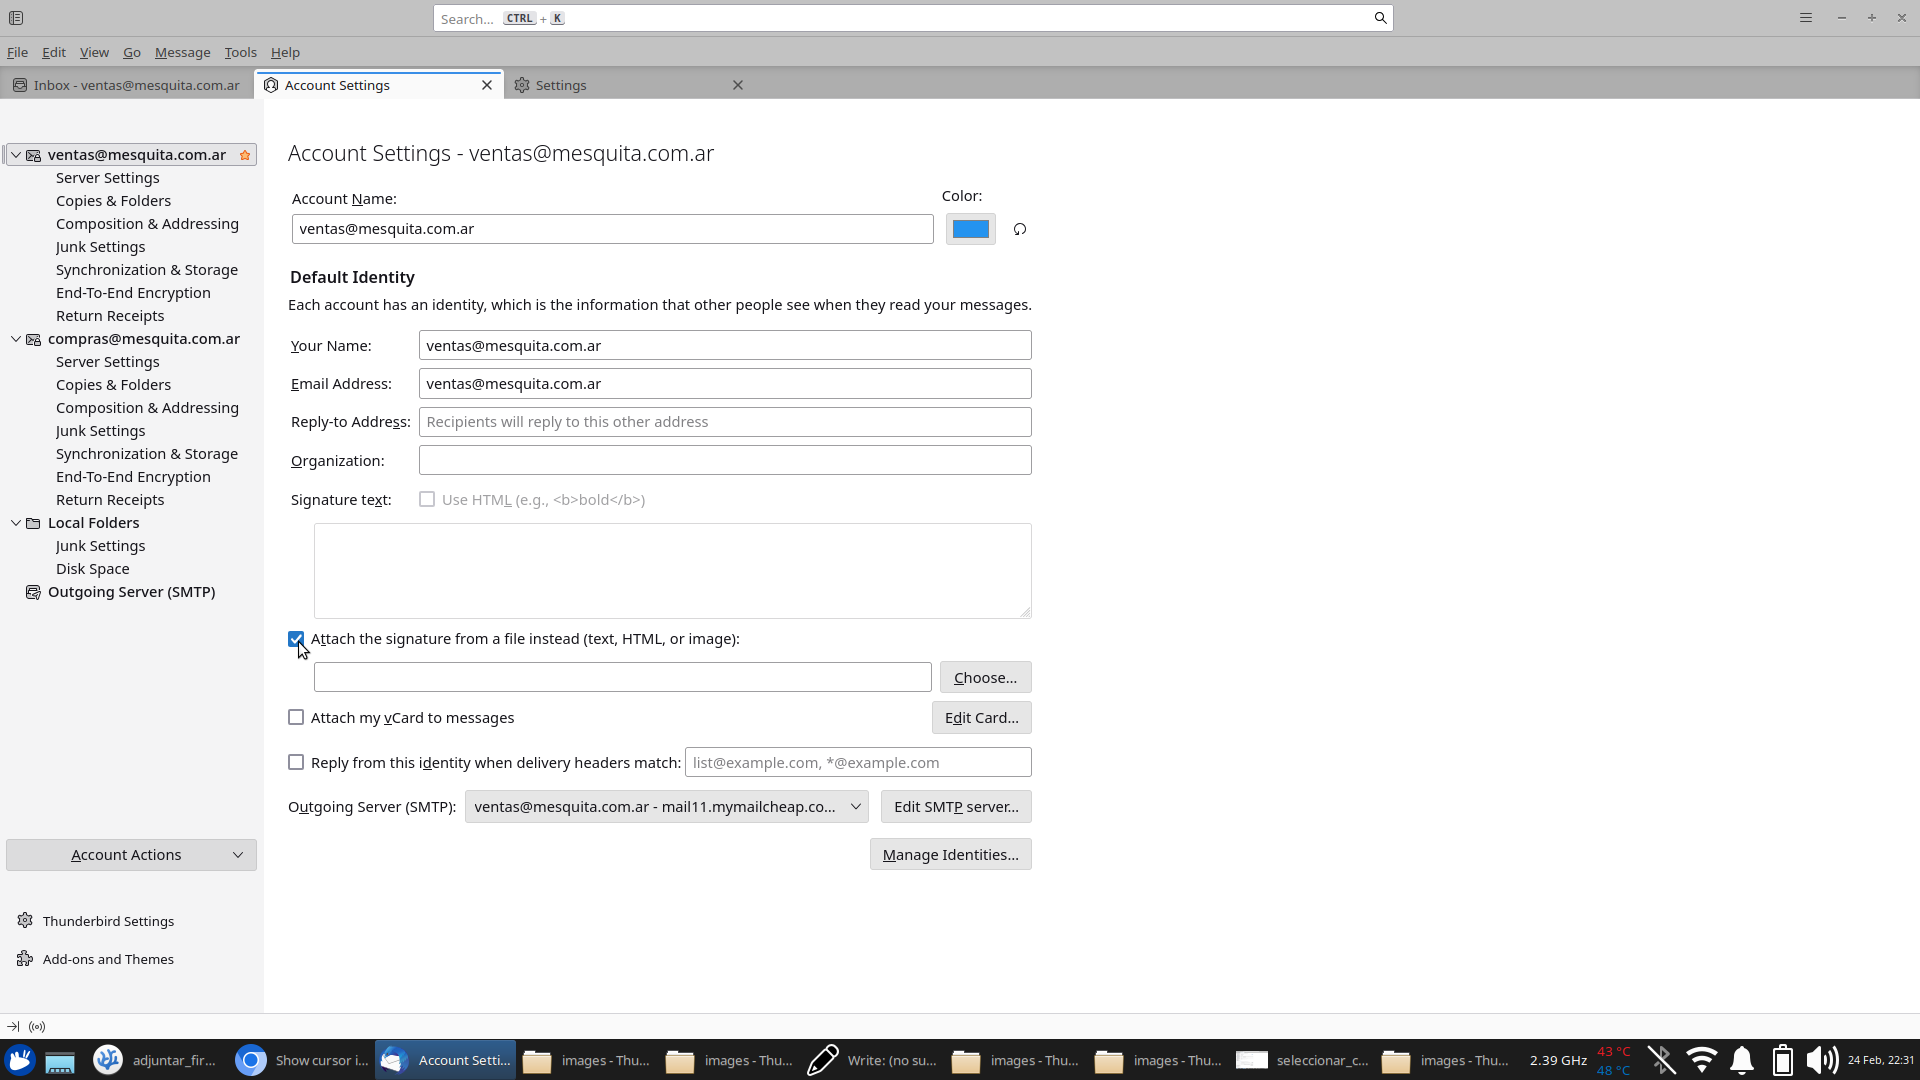 Search... CTRL + K
File Edit View Go Message Tools Help
Inbox - ventas@mesquita.com.ar Account Settings Settings
ventas@mesquita.com.ar
Server Settings
Copies & Folders
Composition & Addressing
Junk Settings
Synchronization & Storage
End-To-End Encryption
Return Receipts
compras@mesquita.com.ar
Server Settings
Copies & Folders
Composition & Addressing
Junk Settings
Synchronization & Storage
End-To-End Encryption
Return Receipts
Local Folders
Junk Settings
Disk Space
Outgoing Server (SMTP)
Account Actions
Thunderbird Settings
Add-ons and Themes
Account Settings - ventas@mesquita.com.ar
Account Name: Color:
ventas@mesquita.com.ar
Default Identity
Each account has an identity, which is the information that other people see when they read your messages.
Your Name: ventas@mesquita.com.ar
Email Address: ventas@mesquita.com.ar
Reply-to Address: Recipients will reply to this other address
Organization:
Signature text: Use HTML (e.g., <b>bold</b>)
Attach the signature from a file instead (text, HTML, or image):
Choose...
Attach my vCard to messages Edit Card...
Reply from this identity when delivery headers match: list@example.com, *@example.com
Outgoing Server (SMTP): ventas@mesquita.com.ar - mail11.mymailcheap.co... Edit SMTP server...
Manage Identities...
adjuntar_fir... Show cursor i... Account Setti... images - Thu... images - Thu... Write: (no su... images - Thu... images - Thu... seleccionar_c... images - Thu... 2.39 GHz 43 °C 48 °C 24 Feb, 22:31